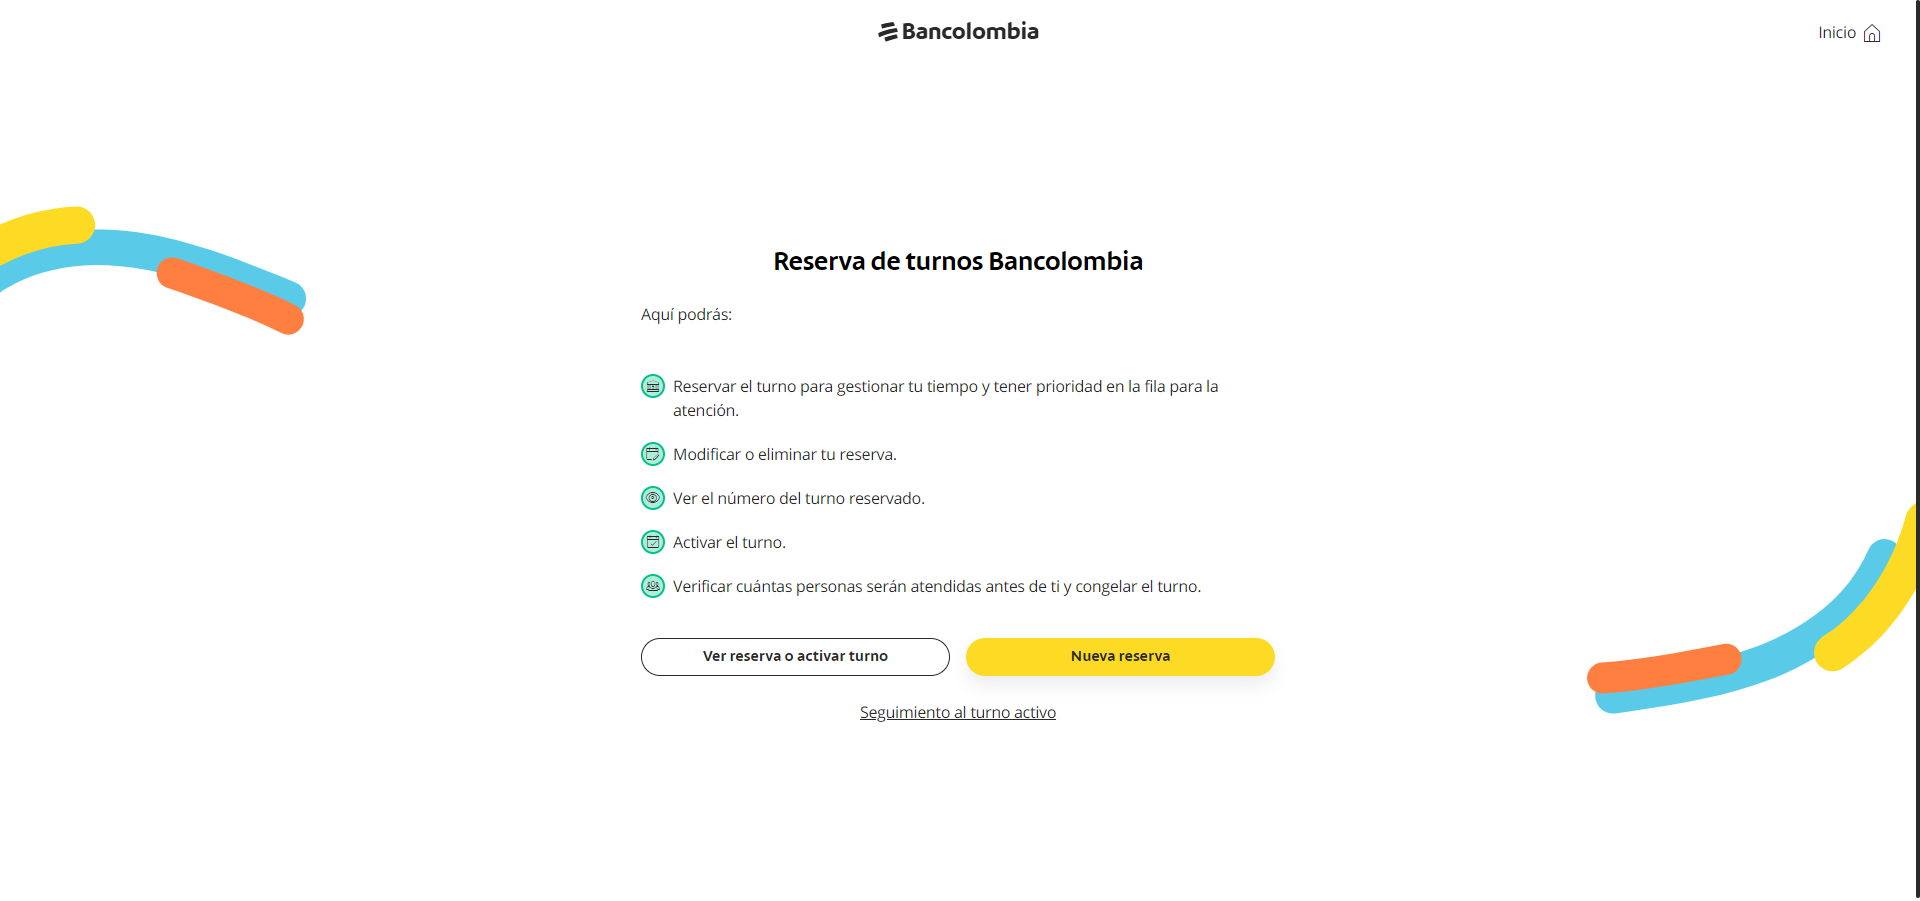 Bancolombia
Inicio
Reserva de turnos Bancolombia
Aquí podrás:
Reservar el turno para gestionar tu tiempo y tener prioridad en la fila para la
atención.
Modificar o eliminar tu reserva.
Ver el número del turno reservado.
Activar el turno.
Verificar cuántas personas serán atendidas antes de ti y congelar el turno.
Ver reserva o activar turno
Nueva reserva
Seguimiento al turno activo